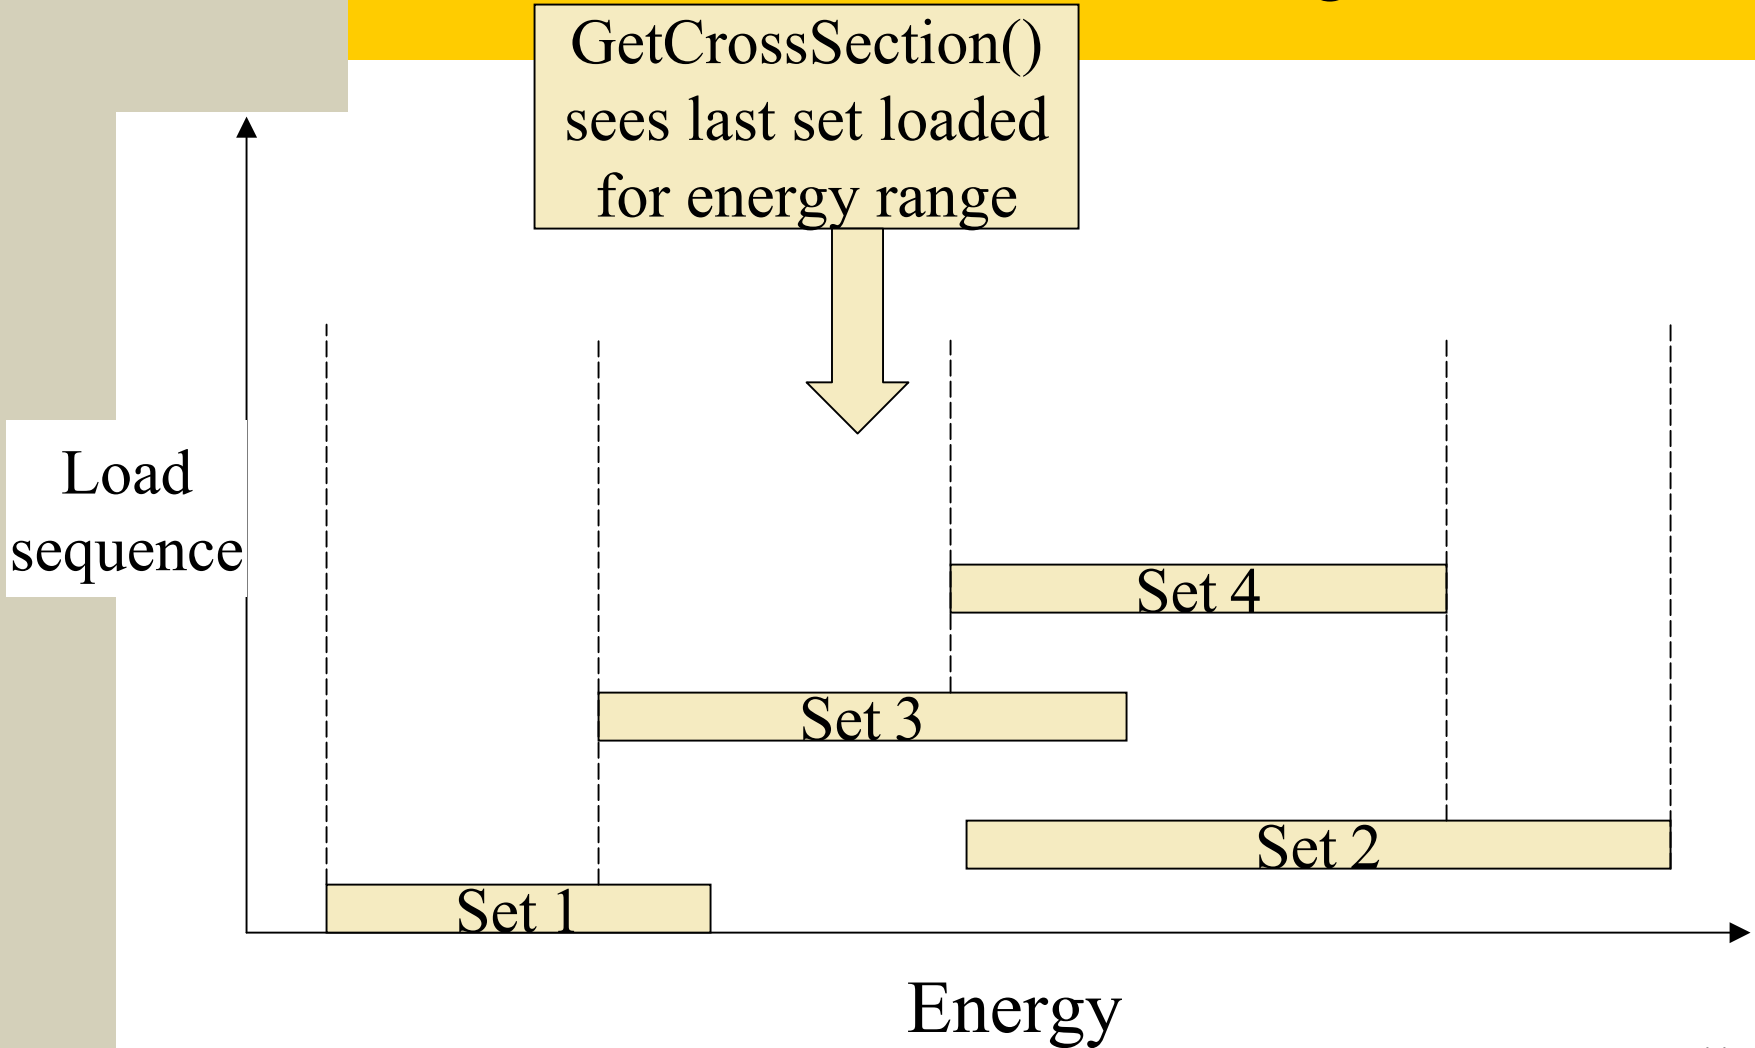 GetCrossSection()
sees last set loaded
for energy range
Load
sequence
Set 4
Set 3
Set 2
Set 1
Energy